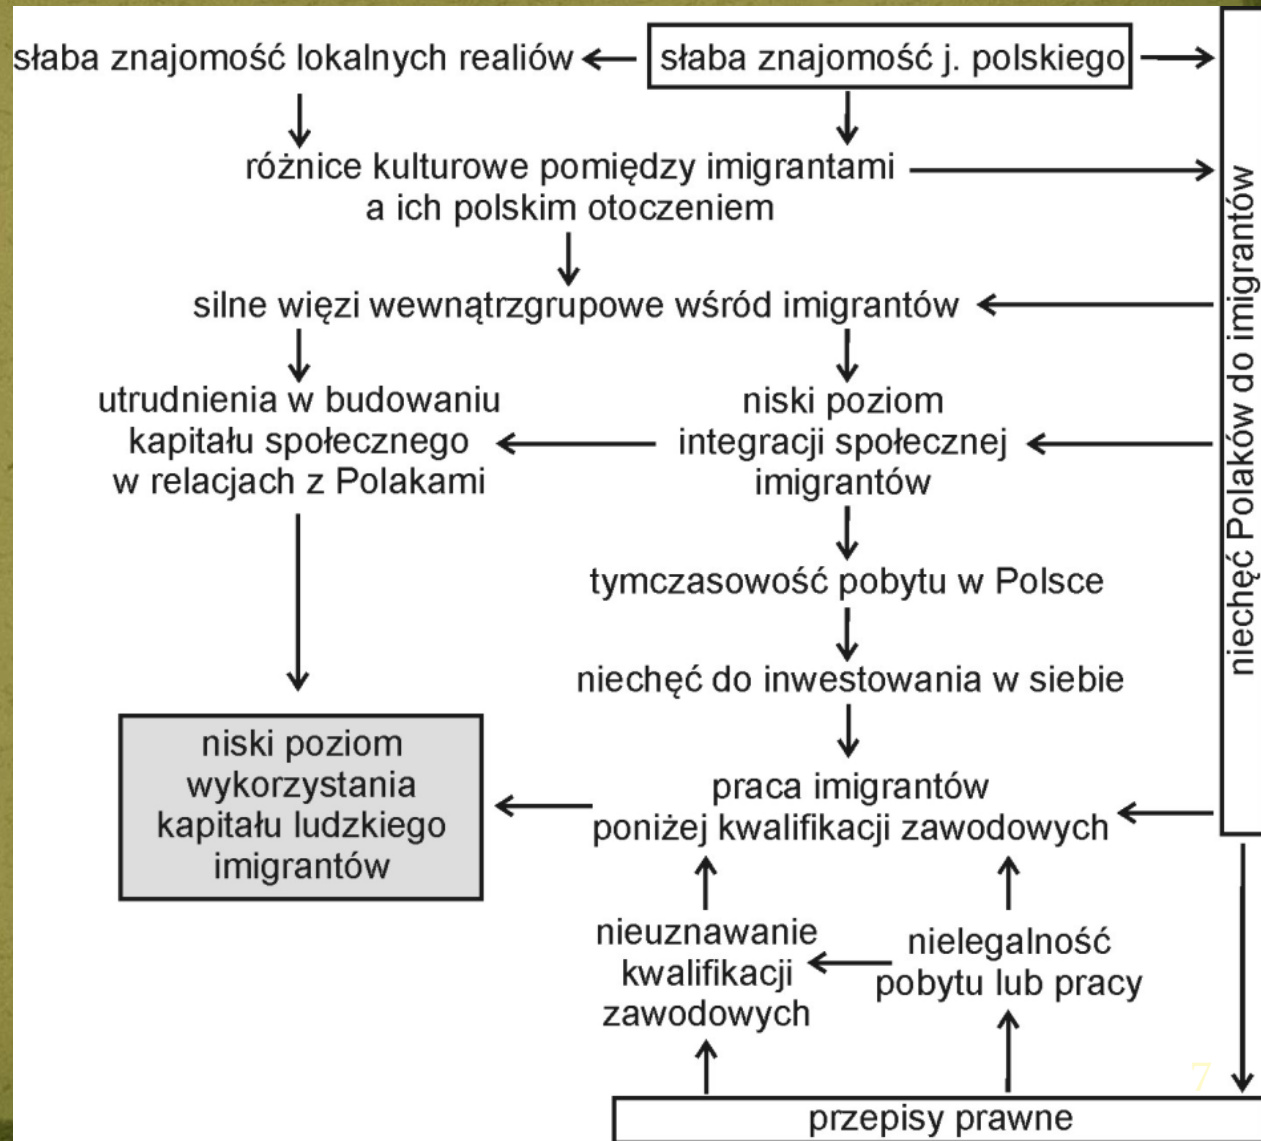 słaba znajomość lokalnych realiów
słaba znajomość j. polskiego
niechęć Polaków do imigrantów
różnice kulturowe pomiędzy imigrantami
a ich polskim otoczeniem
silne więzi wewnątrzgrupowe wśród imigrantów
utrudnienia w budowaniu
kapitału społecznego
w relacjach z Polakami
niski poziom
integracji społecznej
imigrantów
tymczasowość pobytu w Polsce
niechęć do inwestowania w siebie
niski poziom
wykorzystania
kapitału ludzkiego
imigrantów
praca imigrantów
poniżej kwalifikacji zawodowych
nieuznawanie
kwalifikacji
zawodowych
nielegalność
pobytu lub pracy
7
przepisy prawne